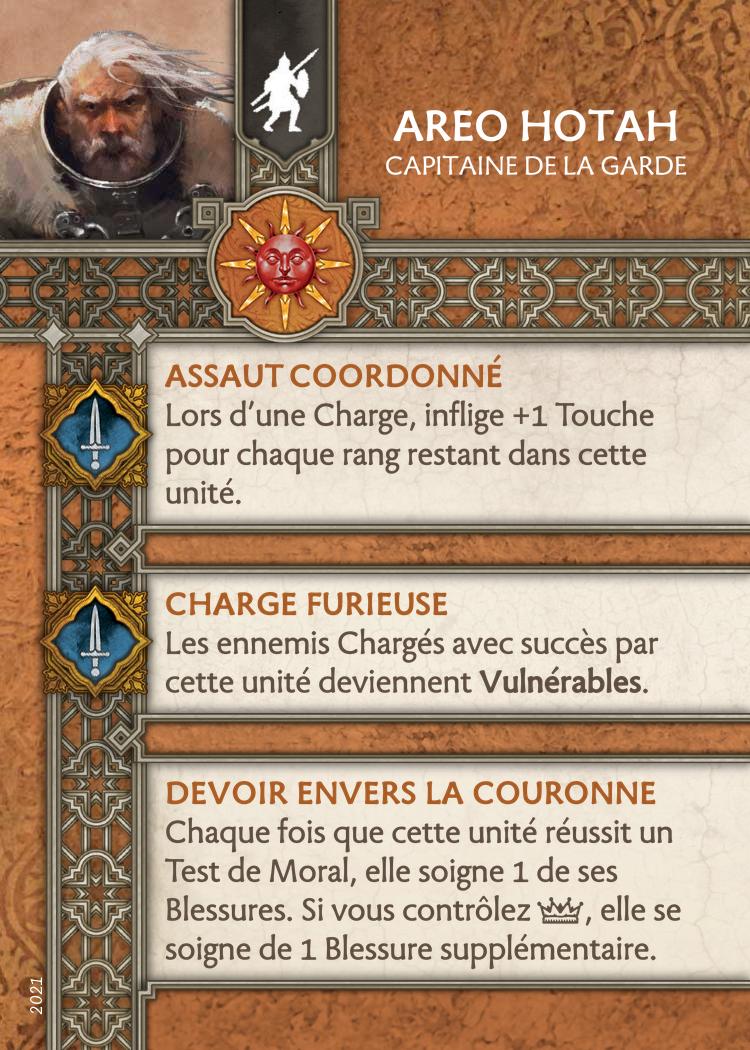 AREO HOTAH
CAPITAINE DE LA GARDE
ASSAUT COORDONNÉ
Lors d’une Charge, inflige +1 Touche
pour chaque rang restant dans cette
unité.
CHARGE FURIEUSE
Les ennemis Chargés avec succès par
cette unité deviennent Vulnérables.
DEVOIR ENVERS LA COURONNE
Chaque fois que cette unité réussit un
Test de Moral, elle soigne 1 de ses
Blessures. Si vous contrôlez , elle se
soigne de 1 Blessure supplémentaire.
2021